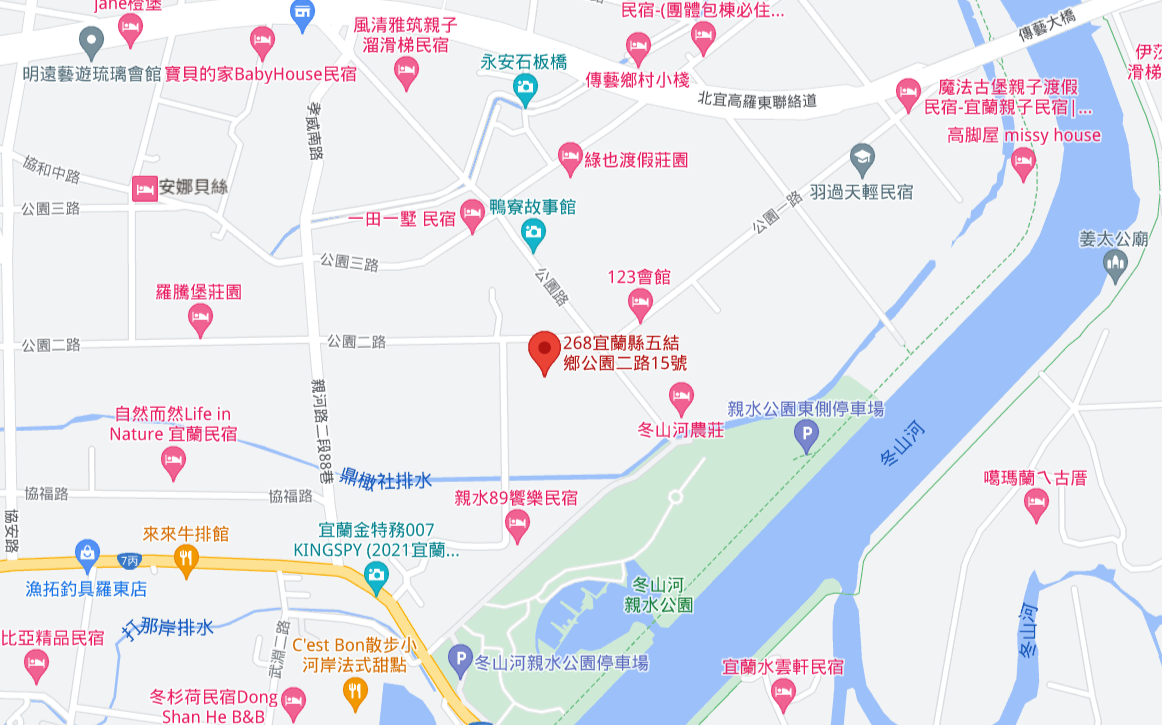 jane橙堡
民宿-(團體包棟必住...
傳藝大橋
風清雅筑親子
溜滑梯民宿
明遠藝遊琉璃會館
寶貝的家BabyHouse民宿
永安石板橋
傳藝鄉村小棧
伊莎
滑梯
北宜高羅東聯絡道
魔法古堡親子渡假
民宿-宜蘭親子民宿|...
高脚屋 missy house
孝威南路
協和中路
安娜貝絲
綠也渡假莊園
羽過天輕民宿
公園三路
一田一墅 民宿
鴨寮故事館
公園一路
姜太公廟
公園三路
公園路
123會館
羅騰堡莊園
公園二路
公園二路
268宜蘭縣五結
鄉公園二路15號
親河路二段88巷
自然而然Life in
Nature 宜蘭民宿
冬山河農莊
親水公園東側停車場
冬山河
鼎橄社排水
噶瑪蘭ㄟ古厝
協福路
協福路
親水89饗樂民宿
協安路
來來牛排館
宜蘭金特務007
KINGSPY (2021宜蘭...
7丙
漁拓釣具羅東店
冬山河
親水公園
打那岸排水
冬山河
比亞精品民宿
武淵二路
C'est Bon散步小
河岸法式甜點
冬山河親水公園停車場
宜蘭水雲軒民宿
冬杉荷民宿Dong
Shan He B&B